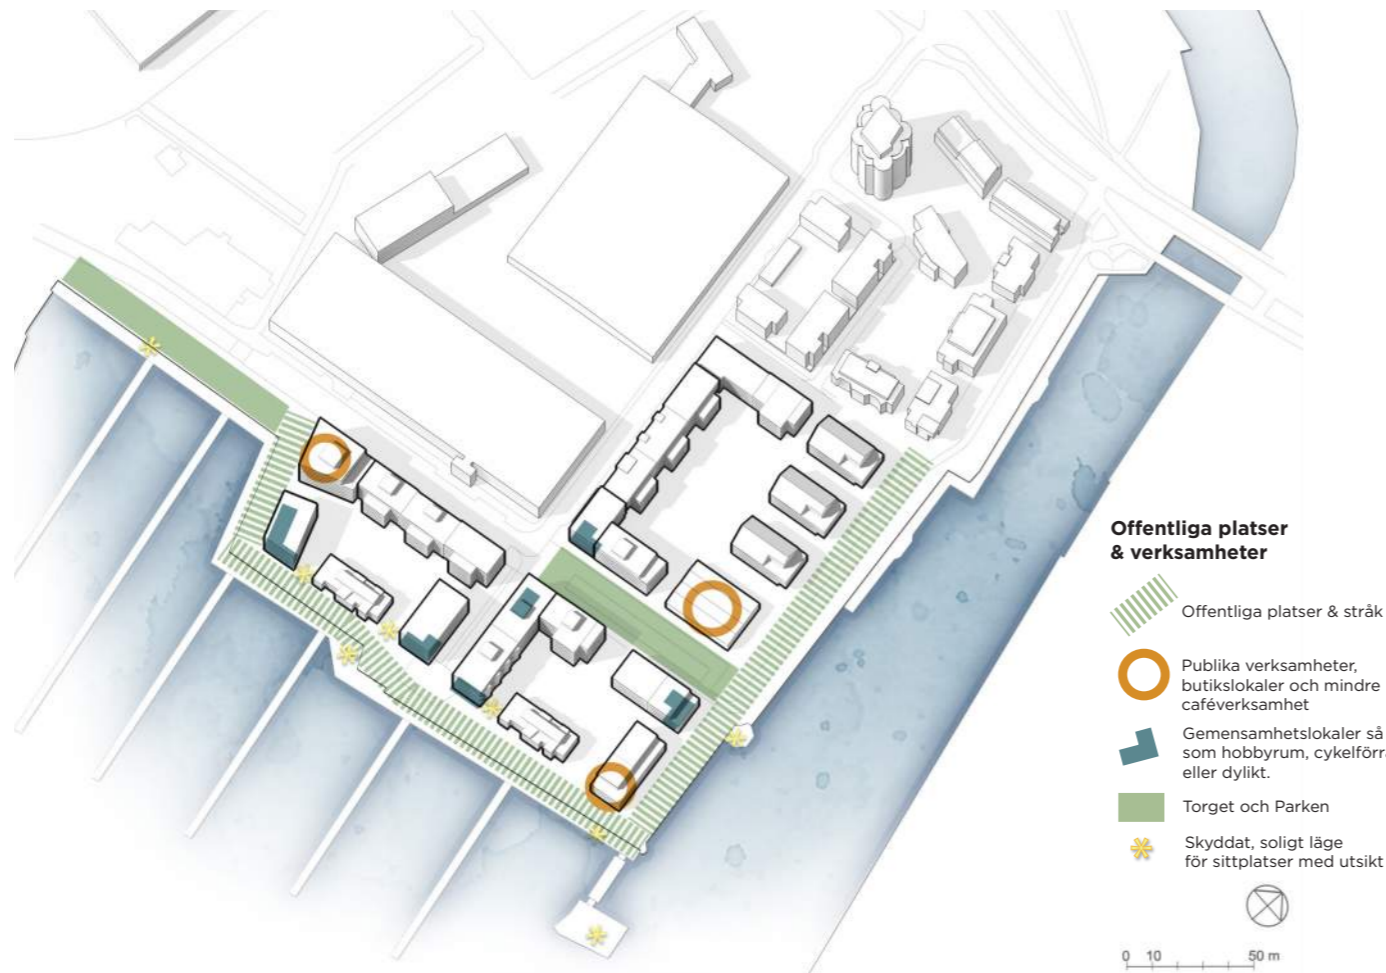 Offentliga platser
& verksamheter
Offentliga platser & stråk
Publika verksamheter,
butikslokaler och mindre
caféverksamhet
Gemensamhetslokaler så
som hobbyrum, cykelförr
eller dylikt.
Torget och Parken
Skyddat, soligt läge
för sittplatser med utsikt
0 10 50 m